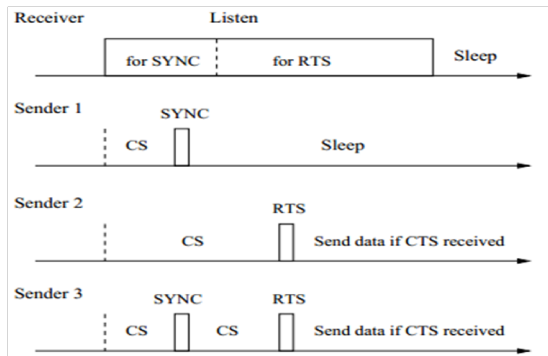 Receiver Listen
for SYNC for RTS Sleep
Sender 1
SYNC
CS Sleep
Sender 2
RTS
CS Send data if CTS received
Sender 3
SYNC RTS
CS CS Send data if CTS received